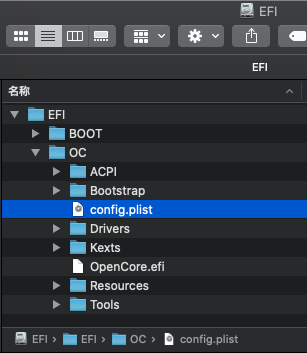 EFI
EFI
名称
EFI
BOOT
OC
ACPI
Bootstrap
config.plist
Drivers
Kexts
OpenCore.efi
Resources
Tools
EFI › EFI › OC › config.plist